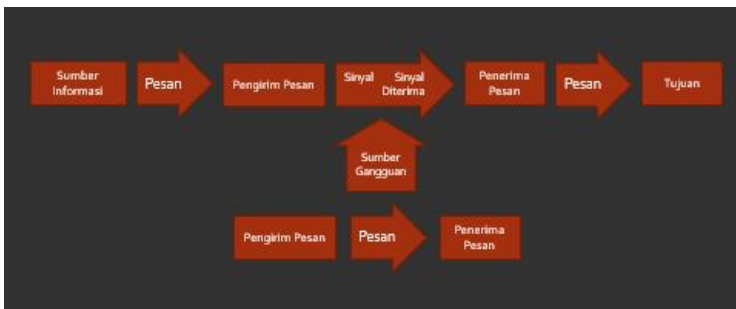 Sumber
Informasi
Pesan
Pengirim Pesan
Sinyal Sinyal
Diterima
Penerima
Pesan
Pesan
Tujuan
Sumber
Gangguan
Pengirim Pesan
Pesan
Penerima
Pesan